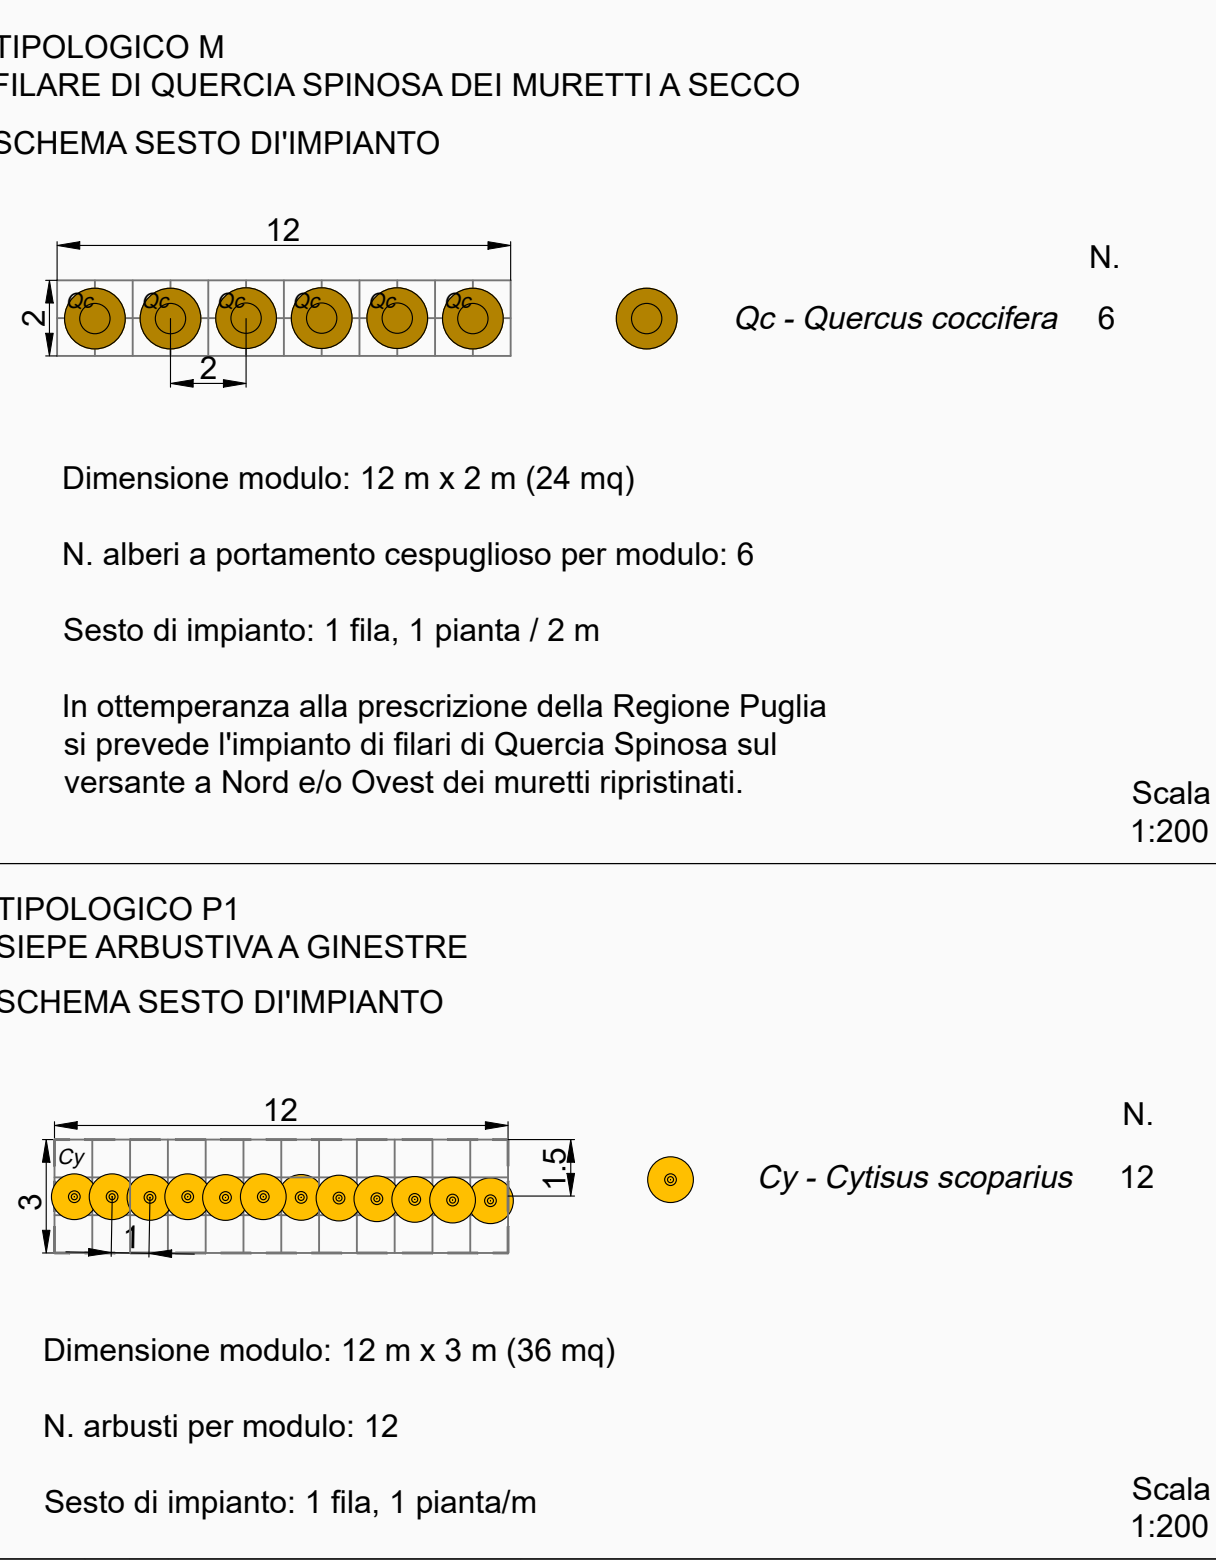 TIPOLOGICO M
FILARE DI QUERCIA SPINOSA DEI MURETTI A SECCO
SCHEMA SESTO DI'IMPIANTO
12
N.
2
Qc Qc Qc Qc Qc Qc
Qc - Quercus coccifera 6
2
Dimensione modulo: 12 m x 2 m (24 mq)
N. alberi a portamento cespuglioso per modulo: 6
Sesto di impianto: 1 fila, 1 pianta / 2 m
In ottemperanza alla prescrizione della Regione Puglia
si prevede l'impianto di filari di Quercia Spinosa sul
versante a Nord e/o Ovest dei muretti ripristinati.
Scala
1:200
TIPOLOGICO P1
SIEPE ARBUSTIVA A GINESTRE
SCHEMA SESTO DI'IMPIANTO
12
N.
Cy
1.5
Cy - Cytisus scoparius 12
3
1
Dimensione modulo: 12 m x 3 m (36 mq)
N. arbusti per modulo: 12
Sesto di impianto: 1 fila, 1 pianta/m
Scala
1:200